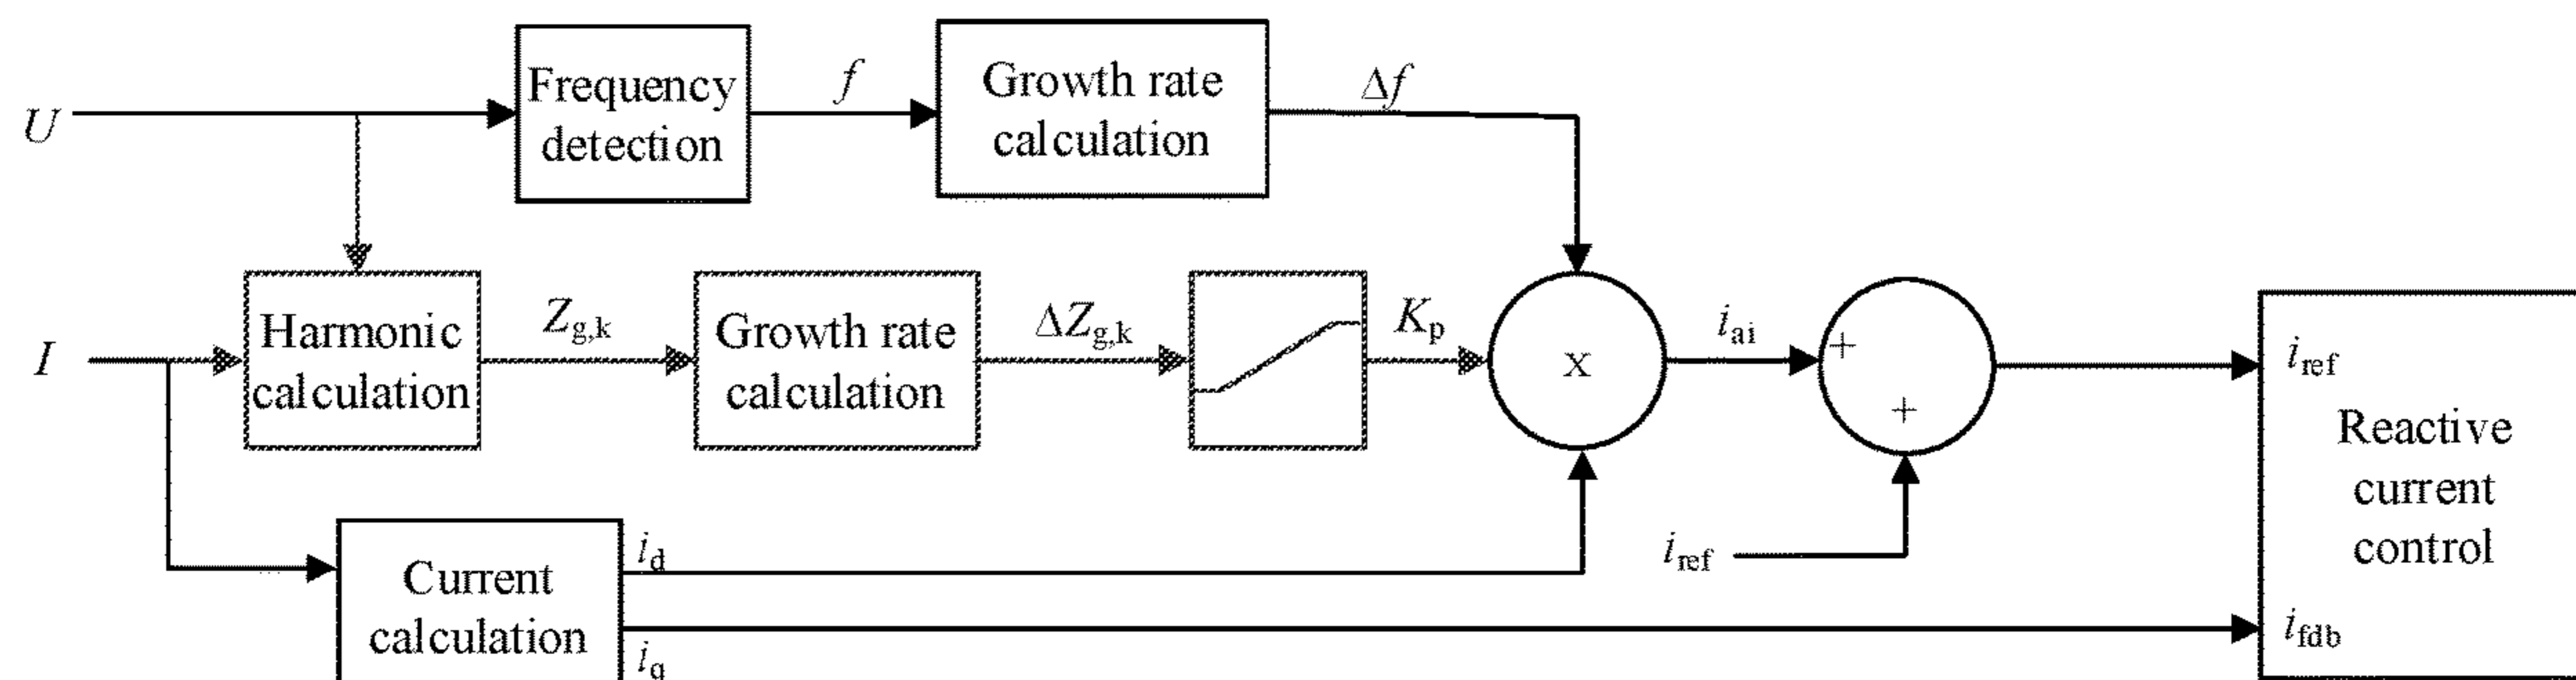 U
Frequency
detection
f
Growth rate
calculation
Δf
I
Harmonic
calculation
Zg,k
Growth rate
calculation
ΔZg,k
Kp
x
iai
+
+
iref
iref
Reactive
current
control
ifdb
Current
calculation
id
iq